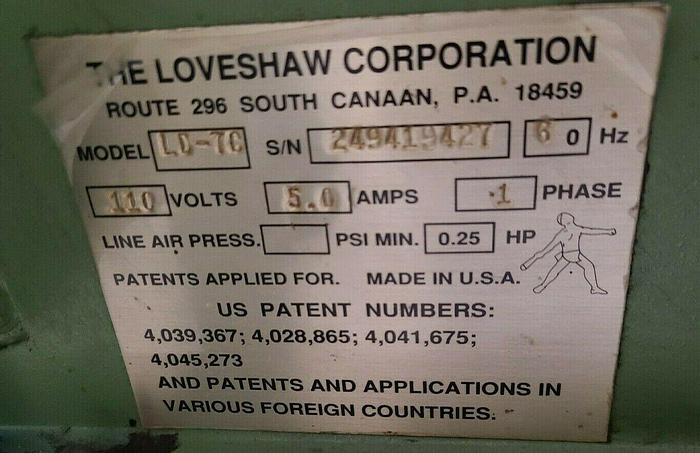 THE LOVESHAW CORPORATION
ROUTE 296 SOUTH CANAAN, P.A. 18459
MODEL LD-7C S/N 249419427 60 Hz
110 VOLTS 5.0 AMPS 1 PHASE
LINE AIR PRESS. PSI MIN. 0.25 HP
PATENTS APPLIED FOR. MADE IN U.S.A.
US PATENT NUMBERS:
4,039,367; 4,028,865; 4,041,675;
4,045,273
AND PATENTS AND APPLICATIONS IN
VARIOUS FOREIGN COUNTRIES.